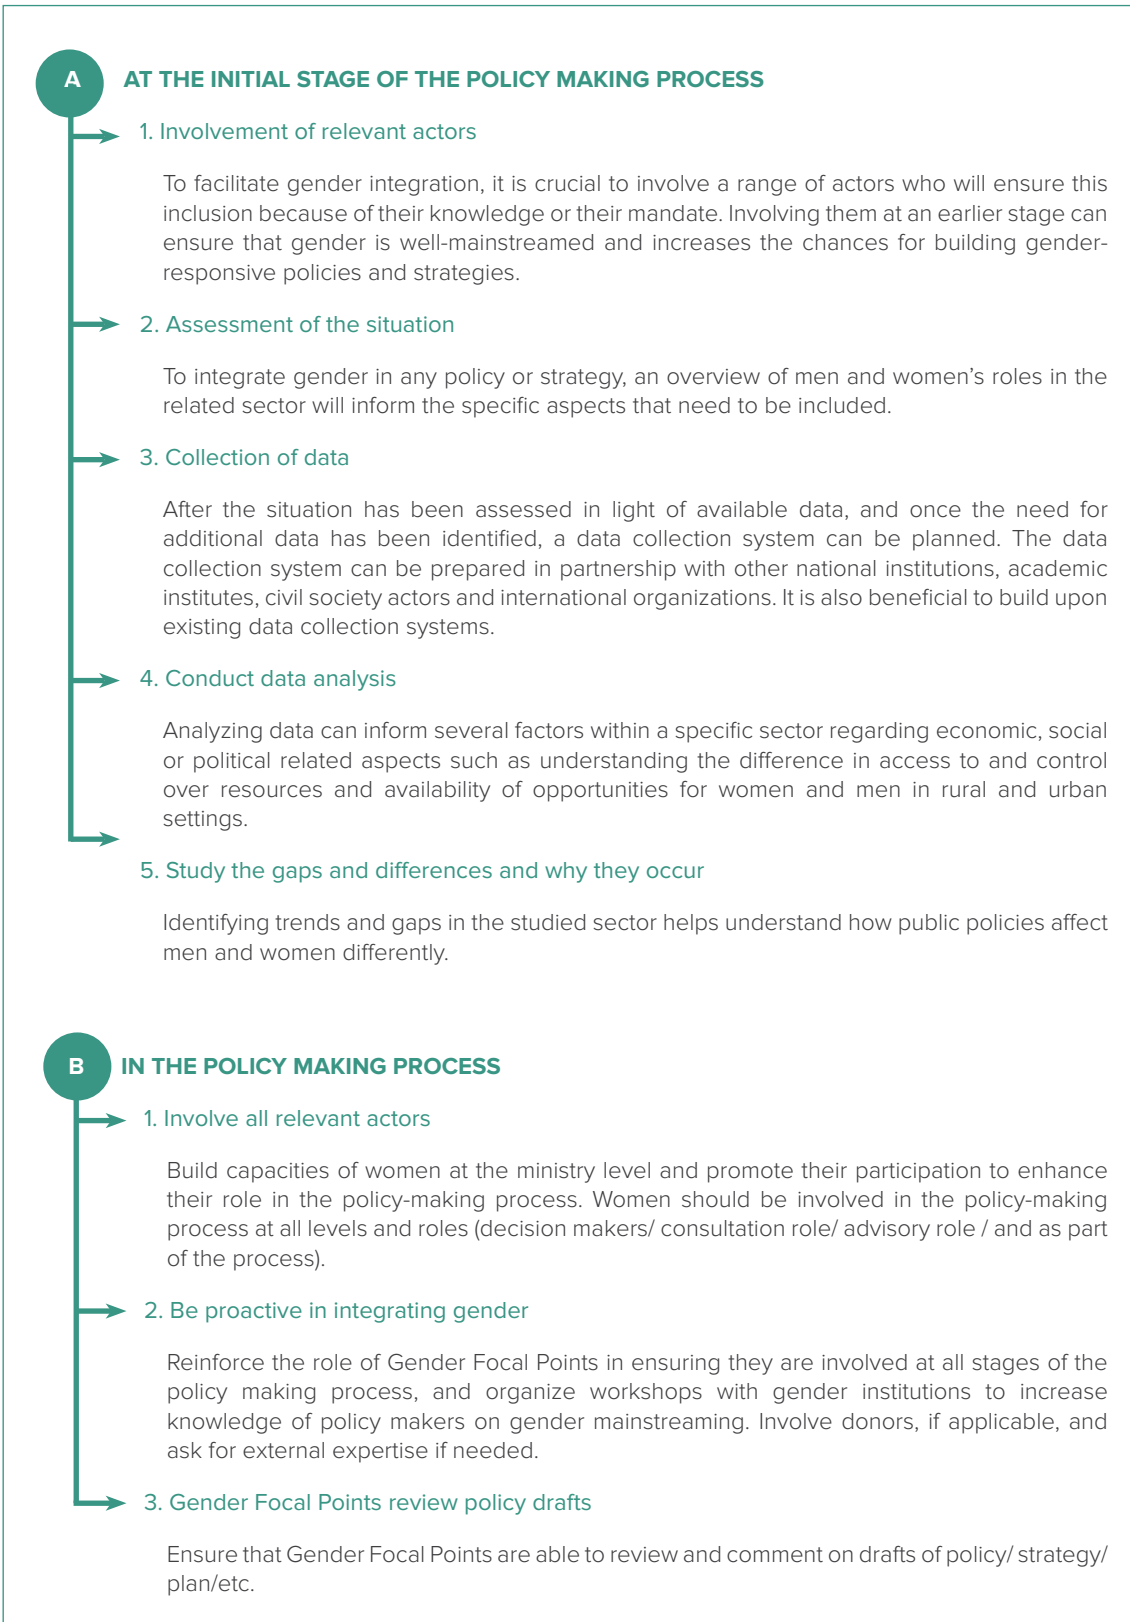 A
AT THE INITIAL STAGE OF THE POLICY MAKING PROCESS
1. Involvement of relevant actors
To facilitate gender integration, it is crucial to involve a range of actors who will ensure this
inclusion because of their knowledge or their mandate. Involving them at an earlier stage can
ensure that gender is well-mainstreamed and increases the chances for building gender-
responsive policies and strategies.
2. Assessment of the situation
To integrate gender in any policy or strategy, an overview of men and women’s roles in the
related sector will inform the specific aspects that need to be included.
3. Collection of data
After the situation has been assessed in light of available data, and once the need for
additional data has been identified, a data collection system can be planned. The data
collection system can be prepared in partnership with other national institutions, academic
institutes, civil society actors and international organizations. It is also beneficial to build upon
existing data collection systems.
4. Conduct data analysis
Analyzing data can inform several factors within a specific sector regarding economic, social
or political related aspects such as understanding the difference in access to and control
over resources and availability of opportunities for women and men in rural and urban
settings.
5. Study the gaps and differences and why they occur
Identifying trends and gaps in the studied sector helps understand how public policies affect
men and women differently.
B
IN THE POLICY MAKING PROCESS
1. Involve all relevant actors
Build capacities of women at the ministry level and promote their participation to enhance
their role in the policy-making process. Women should be involved in the policy-making
process at all levels and roles (decision makers/ consultation role/ advisory role / and as part
of the process).
2. Be proactive in integrating gender
Reinforce the role of Gender Focal Points in ensuring they are involved at all stages of the
policy making process, and organize workshops with gender institutions to increase
knowledge of policy makers on gender mainstreaming. Involve donors, if applicable, and
ask for external expertise if needed.
3. Gender Focal Points review policy drafts
Ensure that Gender Focal Points are able to review and comment on drafts of policy/ strategy/
plan/etc.